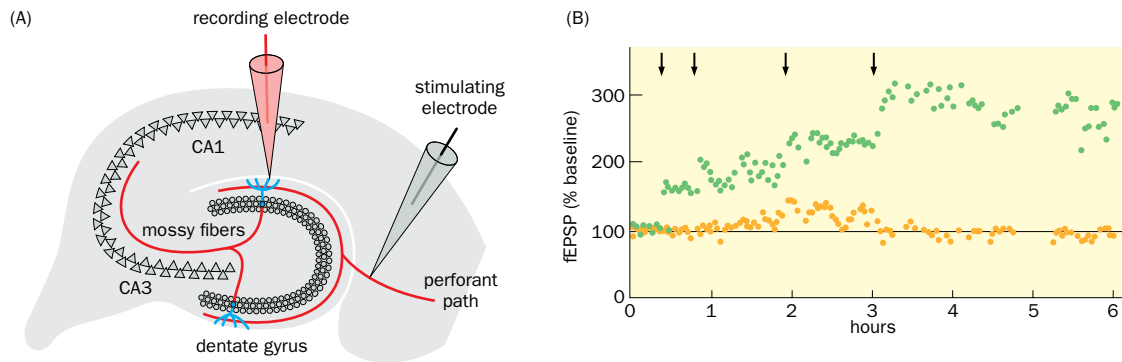 (A)
recording electrode
stimulating
electrode
CA1
mossy fibers
CA3
perforant
path
dentate gyrus
(B)
fEPSP (% baseline)
300
200
100
0
0 1 2 3 4 5 6
hours